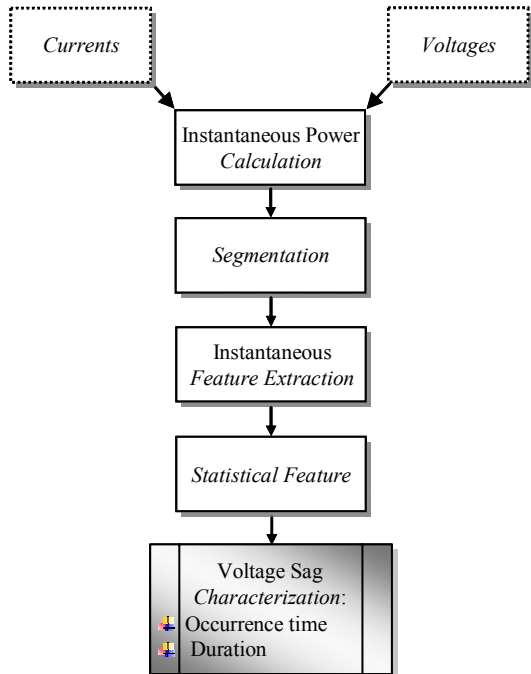 Currents
Voltages
Instantaneous Power
Calculation
Segmentation
Instantaneous
Feature Extraction
Statistical Feature
Voltage Sag
Characterization:
Occurrence time
Duration